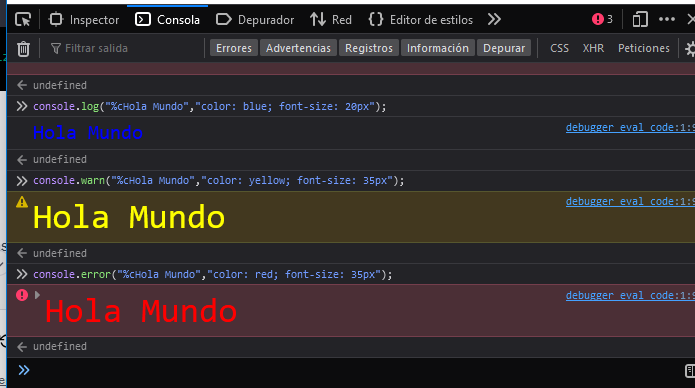 Inspector Consola Depurador Red {} Editor de estilos 3
Filtrar salida Errores Advertencias Registros Información Depurar CSS XHR Peticiones
undefined
console.log("%cHola Mundo","color: blue; font-size: 20px");
Hola Mundo debugger eval code:1:9
undefined
console.warn("%cHola Mundo","color: yellow; font-size: 35px");
Hola Mundo debugger eval code:1:9
undefined
console.error("%cHola Mundo","color: red; font-size: 35px");
Hola Mundo debugger eval code:1:9
undefined